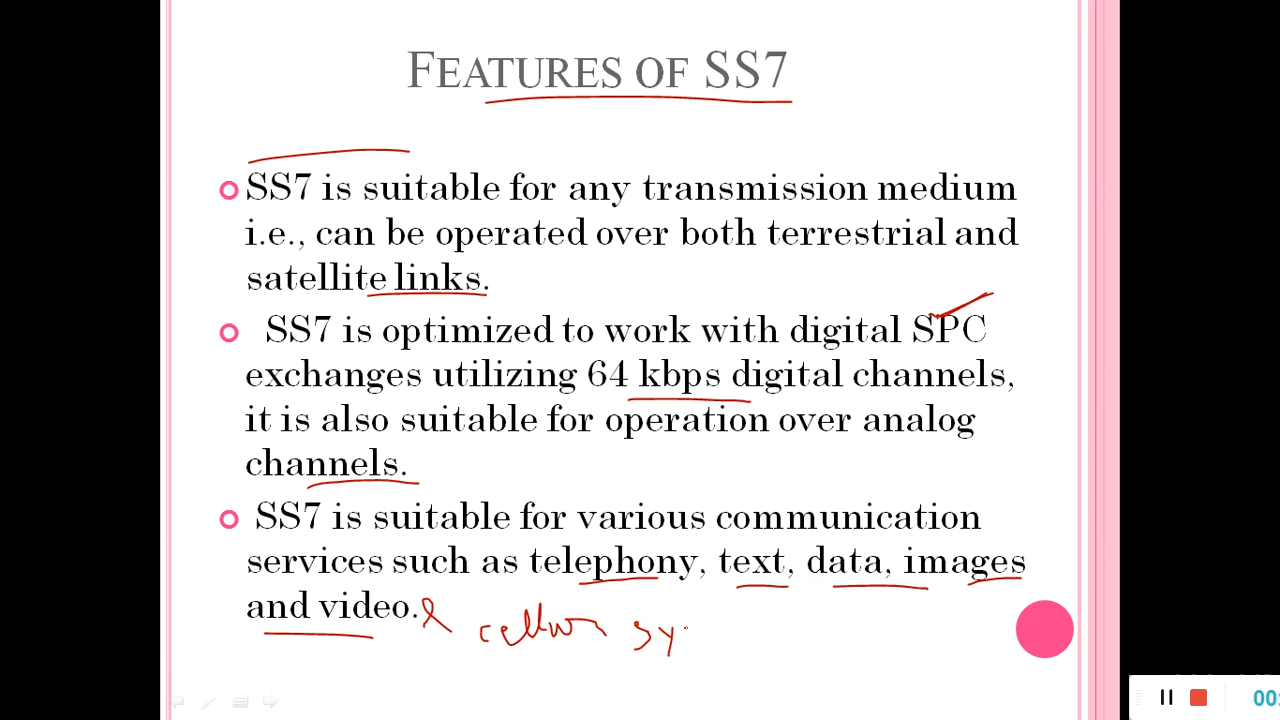 FEATURES OF SS7
SS7 is suitable for any transmission medium
i.e., can be operated over both terrestrial and
satellite links.
SS7 is optimized to work with digital SPC
exchanges utilizing 64 kbps digital channels,
it is also suitable for operation over analog
channels.
SS7 is suitable for various communication
services such as telephony, text, data, images
and video. & sy
00: